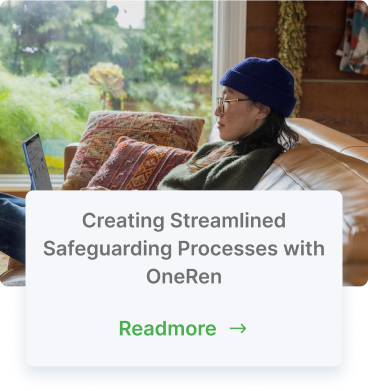 Creating Streamlined
Safeguarding Processes with
OneRen
Readmore →